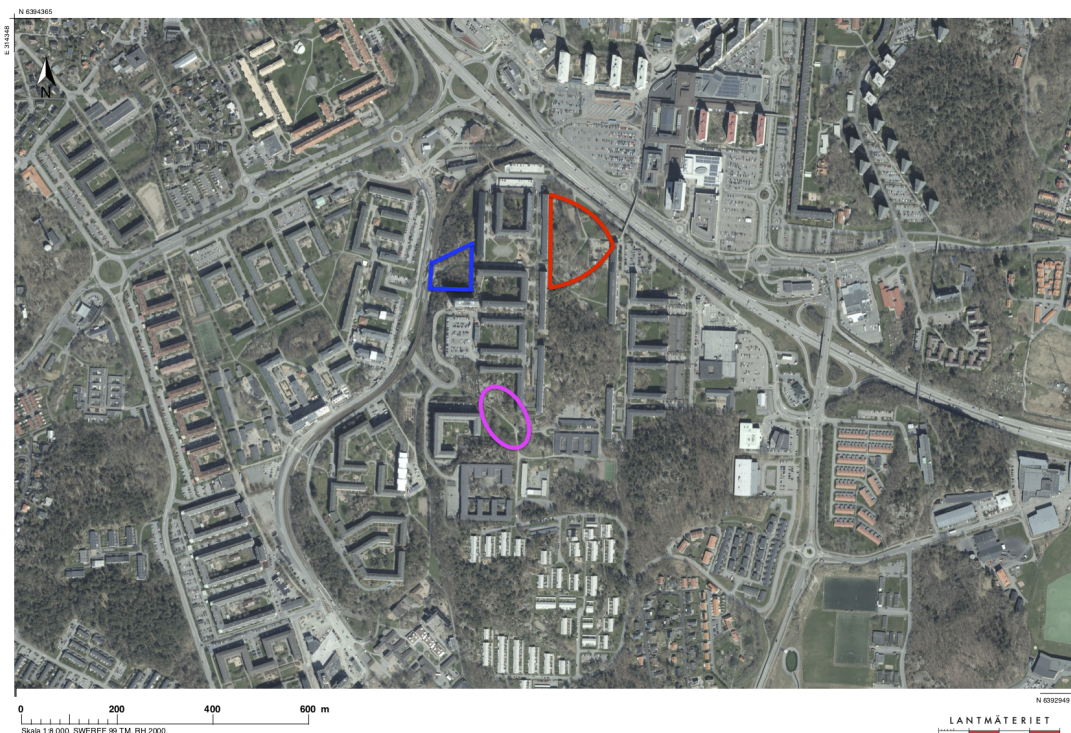 N 6394365
E 314348
N
0 200 400 600 m
N 6392949
Skala 1:8 000, SWEREF 99 TM, RH 2000.
LANTMÄTERIET